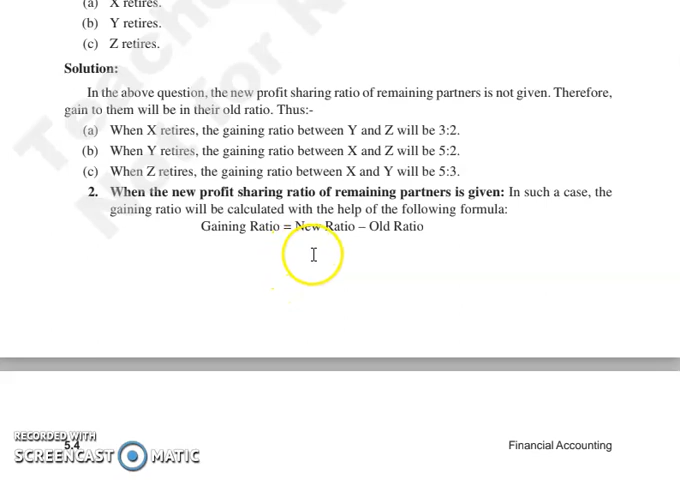 (a) X retires.
(b) Y retires.
(c) Z retires.
Solution:
In the above question, the new profit sharing ratio of remaining partners is not given. Therefore,
gain to them will be in their old ratio. Thus:-
(a) When X retires, the gaining ratio between Y and Z will be 3:2.
(b) When Y retires, the gaining ratio between X and Z will be 5:2.
(c) When Z retires, the gaining ratio between X and Y will be 5:3.
2. When the new profit sharing ratio of remaining partners is given: In such a case, the
gaining ratio will be calculated with the help of the following formula:
Gaining Ratio = New Ratio – Old Ratio
RECORDED WITH
5.4
Financial Accounting
SCREENCAST MATIC